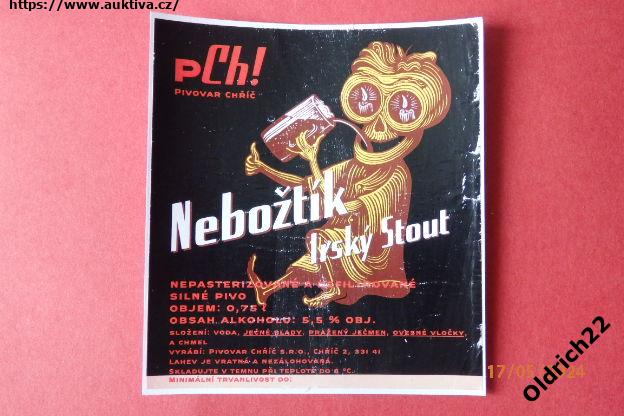 https://www.auktiva.cz/
PCh!
PIVOVAR CHŘÍČ
Nebožtík
Irský Stout
NEPASTERIZOVANÉ A NEFILTROVANÉ
SILNÉ PIVO
OBJEM: 0,75 l
OBSAH ALKOHOLU: 5,5 % OBJ.
SLOŽENÍ: VODA, JEČNÉ SLADY, PRAŽENÝ JEČMEN, OVESNÉ VLOČKY,
A CHMEL
VYRÁBÍ: PIVOVAR CHŘÍČ S.R.O., CHŘÍČ 2, 331 41
LAHEV JE VRATNÁ A NEZÁLOHOVANÁ.
SKLADUJTE V TEMNU PŘI TEPLOTĚ DO 8 °C.
MINIMÁLNÍ TRVANLIVOST DO:
Oldrich22